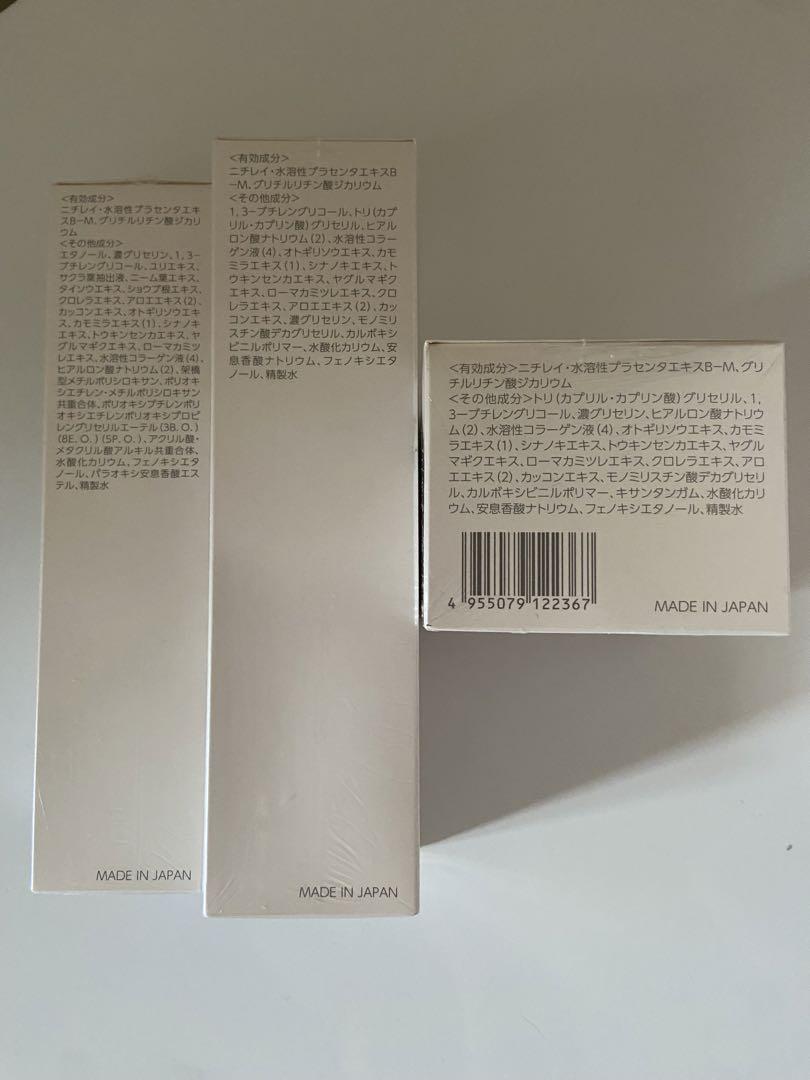 <有効成分>
ニチレイ・水溶性プラセンタエキ
スB-M、グリチルリチン酸ジカリ
ウム
<その他成分>
エタノール、濃グリセリン、1,3-
ブチレングリコール、ユリエキス、
サクラ葉抽出液、ニーム葉エキス、
タイソウエキス、ショウブ根エキス、
クロレラエキス、アロエエキス(2)、
カッコンエキス、オトギリソウエキ
ス、カモミラエキス(1)、シナノキ
エキス、トウキンセンカエキス、ヤ
グルマギクエキス、ローマカミツ
レエキス、水溶性コラーゲン液(4)、
ヒアルロン酸ナトリウム(2)、架橋
型メチルポリシロキサン、ポリオキ
シエチレン・メチルポリシロキサン
共重合体、ポリオキシブチレンポリ
オキシエチレンポリオキシプロピ
レングリセリルエーテル(3B.O.)
(8E.O.)(5P.O.)、アクリル酸・
メタクリル酸アルキル共重合体、
水酸化カリウム、フェノキシエタ
ノール、パラオキシ安息香酸エス
テル、精製水
MADE IN JAPAN
<有効成分>
ニチレイ・水溶性プラセンタエキスB
-M、グリチルリチン酸ジカリウム
<その他成分>
1,3-ブチレングリコール、トリ(カプ
リル・カプリン酸)グリセリル、ヒアル
ロン酸ナトリウム(2)、水溶性コラー
ゲン液(4)、オトギリソウエキス、カモ
ミラエキス(1)、シナノキエキス、ト
ウキンセンカエキス、ヤグルマギク
エキス、ローマカミツレエキス、クロ
レラエキス、アロエエキス(2)、カッ
コンエキス、濃グリセリン、モノミリ
スチン酸デカグリセリル、カルボキシ
ビニルポリマー、水酸化カリウム、安
息香酸ナトリウム、フェノキシエタノ
ール、精製水
MADE IN JAPAN
<有効成分>ニチレイ・水溶性プラセンタエキスB-M、グリ
チルリチン酸ジカリウム
<その他成分>トリ(カプリル・カプリン酸)グリセリル、1,
3-ブチレングリコール、濃グリセリン、ヒアルロン酸ナトリウ
ム(2)、水溶性コラーゲン液(4)、オトギリソウエキス、カモミ
ラエキス(1)、シナノキエキス、トウキンセンカエキス、ヤグル
マギクエキス、ローマカミツレエキス、クロレラエキス、アロ
エエキス(2)、カッコンエキス、モノミリスチン酸デカグリセリ
ル、カルボキシビニルポリマー、キサンタンガム、水酸化カリ
ウム、安息香酸ナトリウム、フェノキシエタノール、精製水
4 955079 122367
MADE IN JAPAN